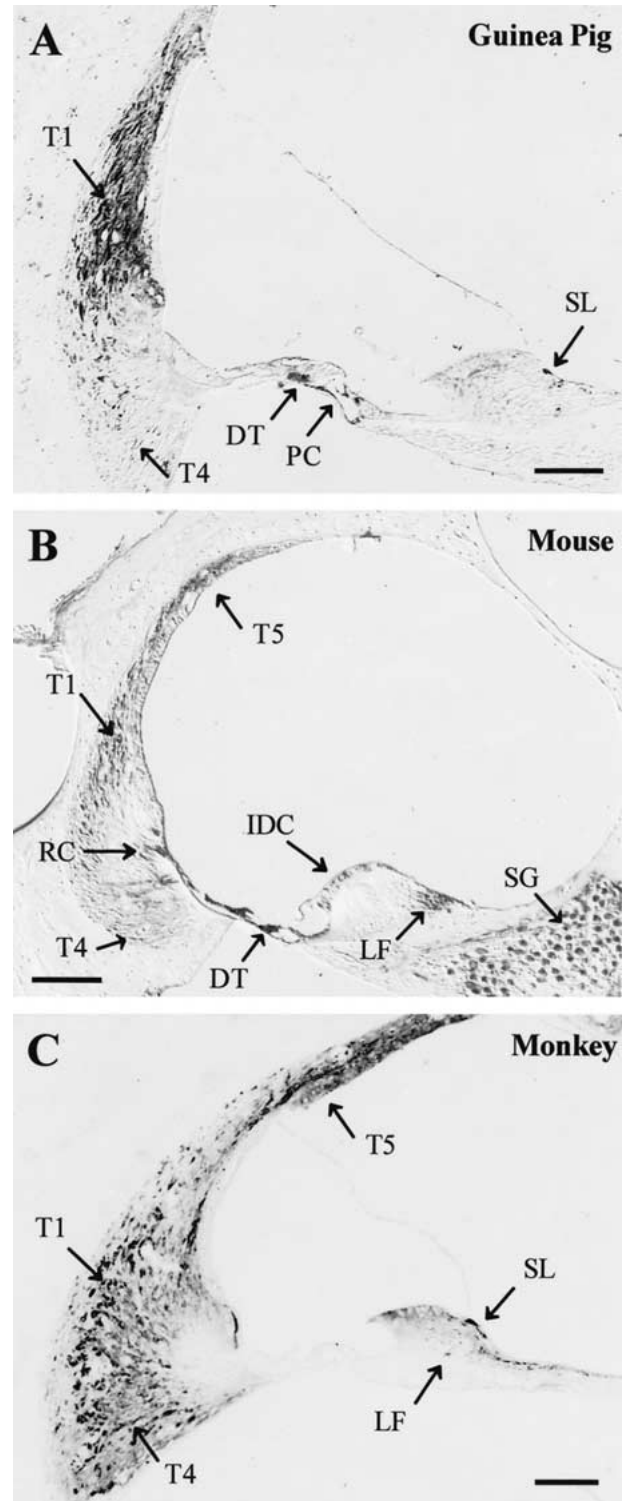 A
Guinea Pig
T1
SL
DT
PC
T4
B
Mouse
T5
T1
IDC
RC
SG
T4
DT
LF
C
Monkey
T5
T1
SL
LF
T4